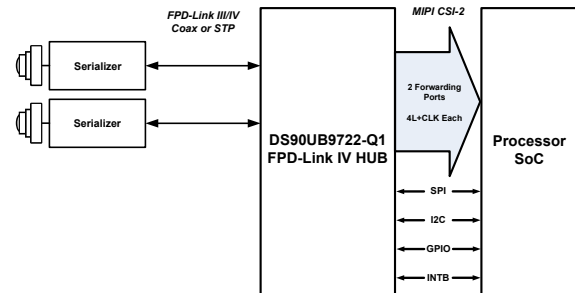 FPD-Link III/IV
Coax or STP
MIPI CSI-2
Serializer
Serializer
DS90UB9722-Q1
FPD-Link IV HUB
2 Forwarding
Ports
4L+CLK Each
Processor
SoC
SPI
I2C
GPIO
INTB